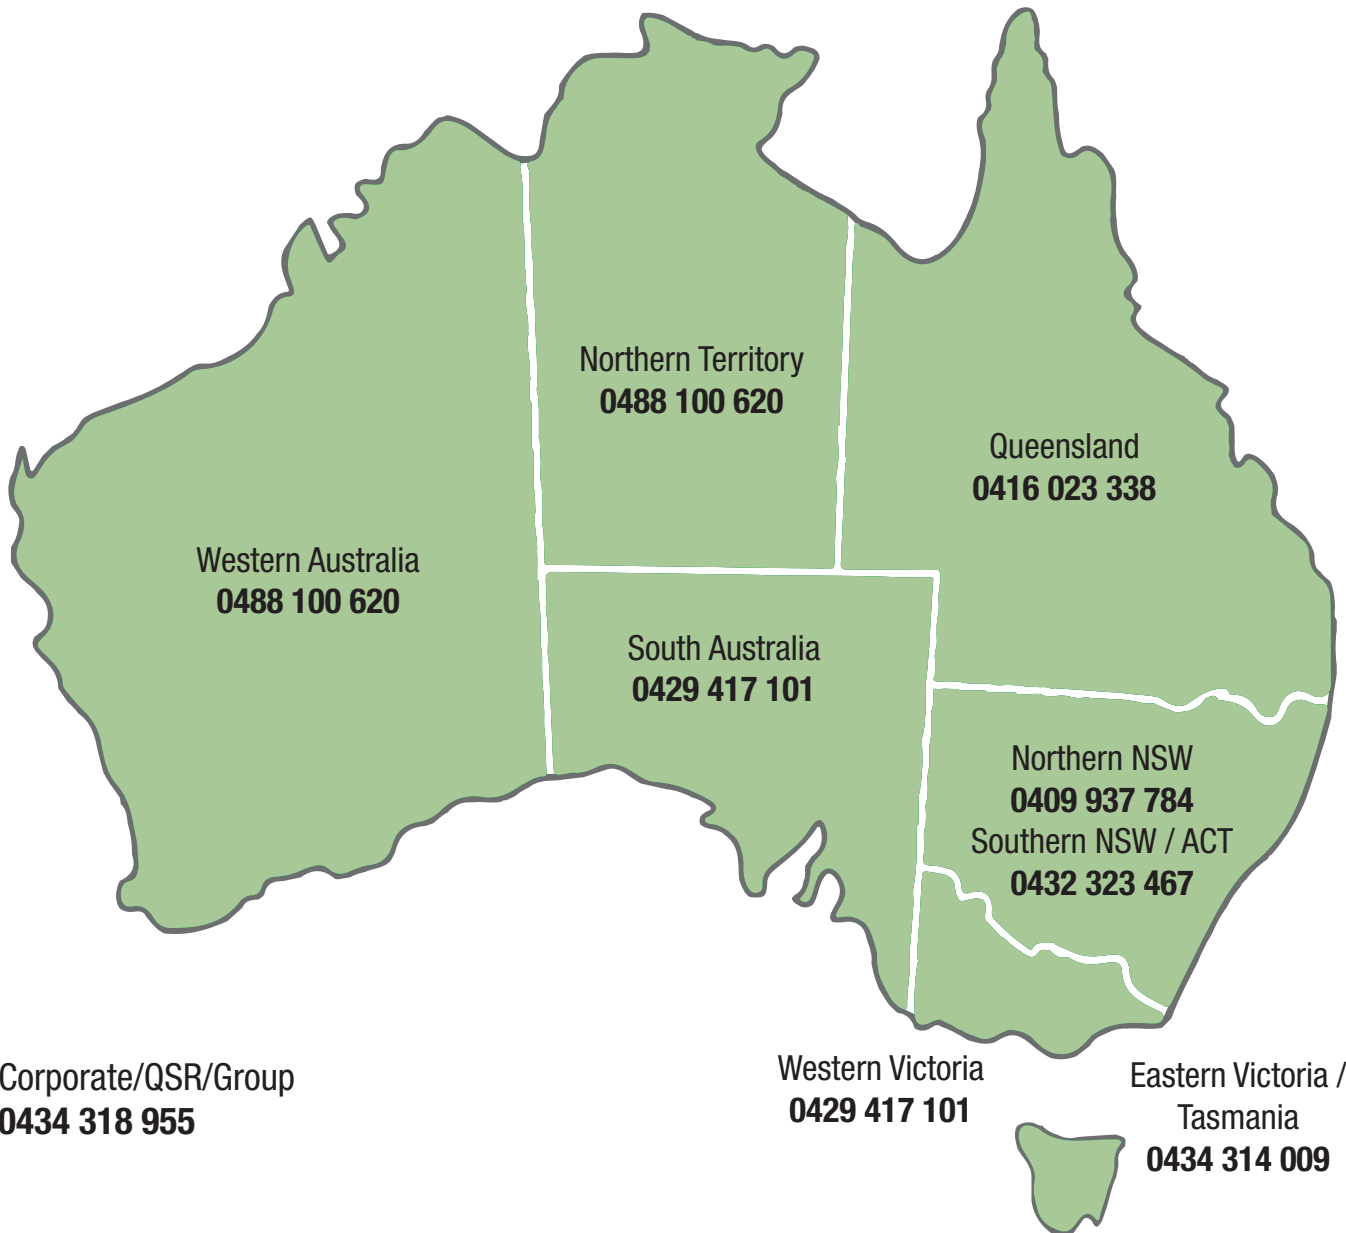 Northern Territory
0488 100 620
Queensland
0416 023 338
Western Australia
0488 100 620
South Australia
0429 417 101
Northern NSW
0409 937 784
Southern NSW / ACT
0432 323 467
Corporate/QSR/Group
0434 318 955
Western Victoria
0429 417 101
Eastern Victoria /
Tasmania
0434 314 009